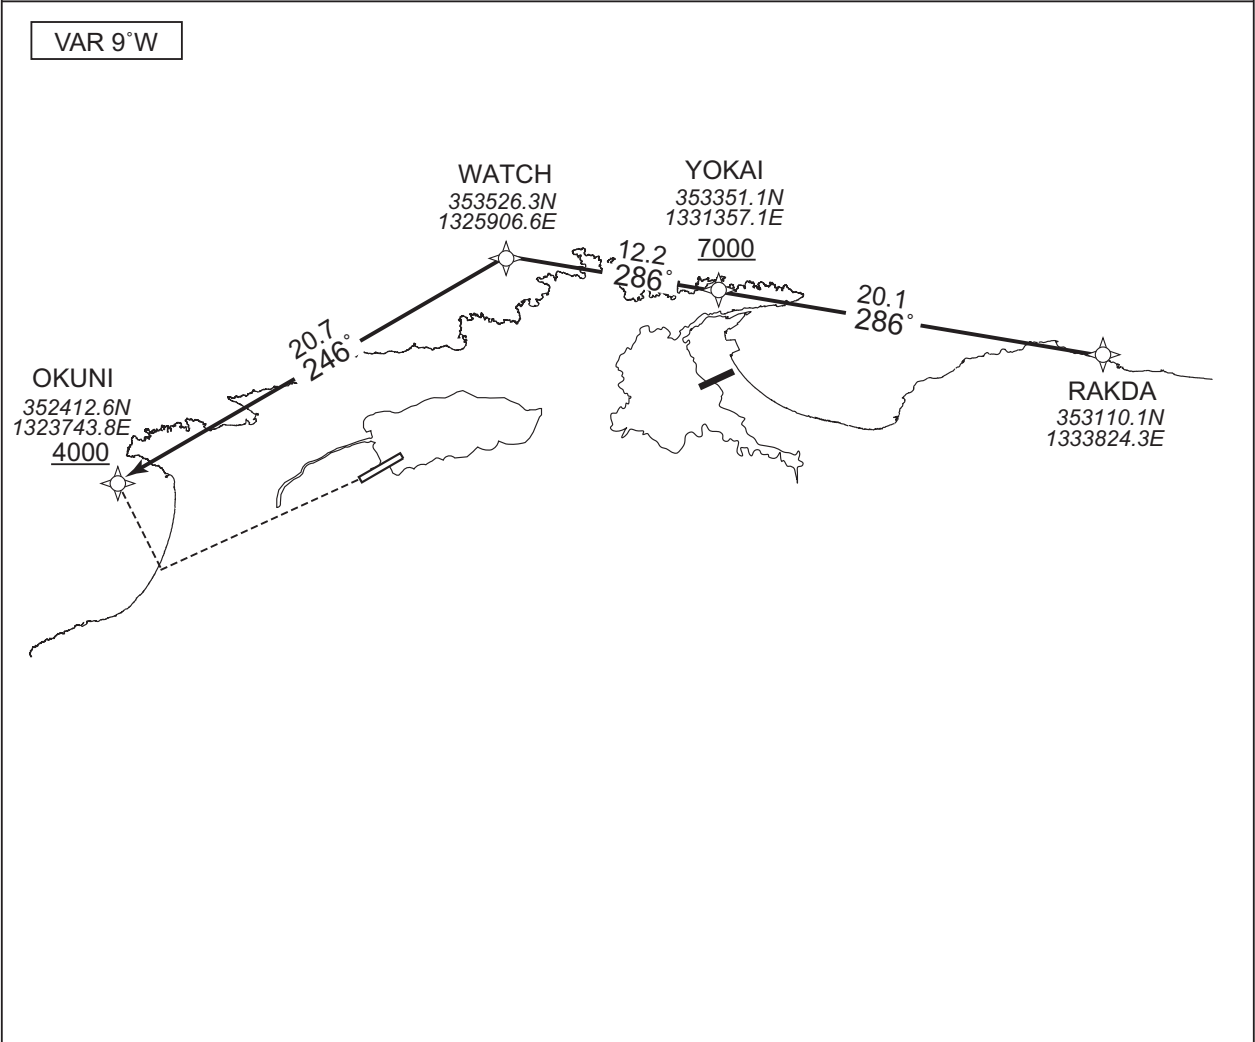 VAR 9˚W
WATCH
353526.3N
1325906.6E
YOKAI
353351.1N
1331357.1E
7000
12.2
286˚
20.1
286˚
20.7
246˚
OKUNI
352412.6N
1323743.8E
4000
RAKDA
353110.1N
1333824.3E